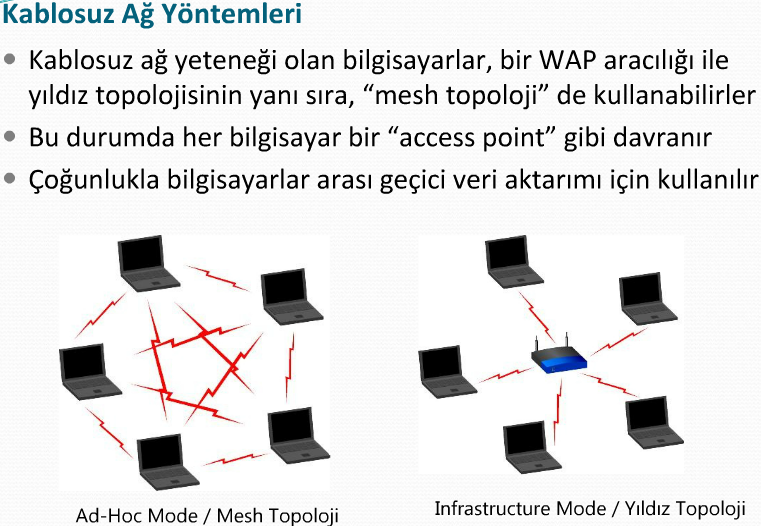 Kablosuz Ağ Yöntemleri
• Kablosuz ağ yeteneği olan bilgisayarlar, bir WAP aracılığı ile
yıldız topolojisinin yanı sıra, “mesh topoloji” de kullanabilirler
• Bu durumda her bilgisayar bir “access point” gibi davranır
• Çoğunlukla bilgisayarlar arası geçici veri aktarımı için kullanılır
Ad-Hoc Mode / Mesh Topoloji
Infrastructure Mode / Yıldız Topoloji